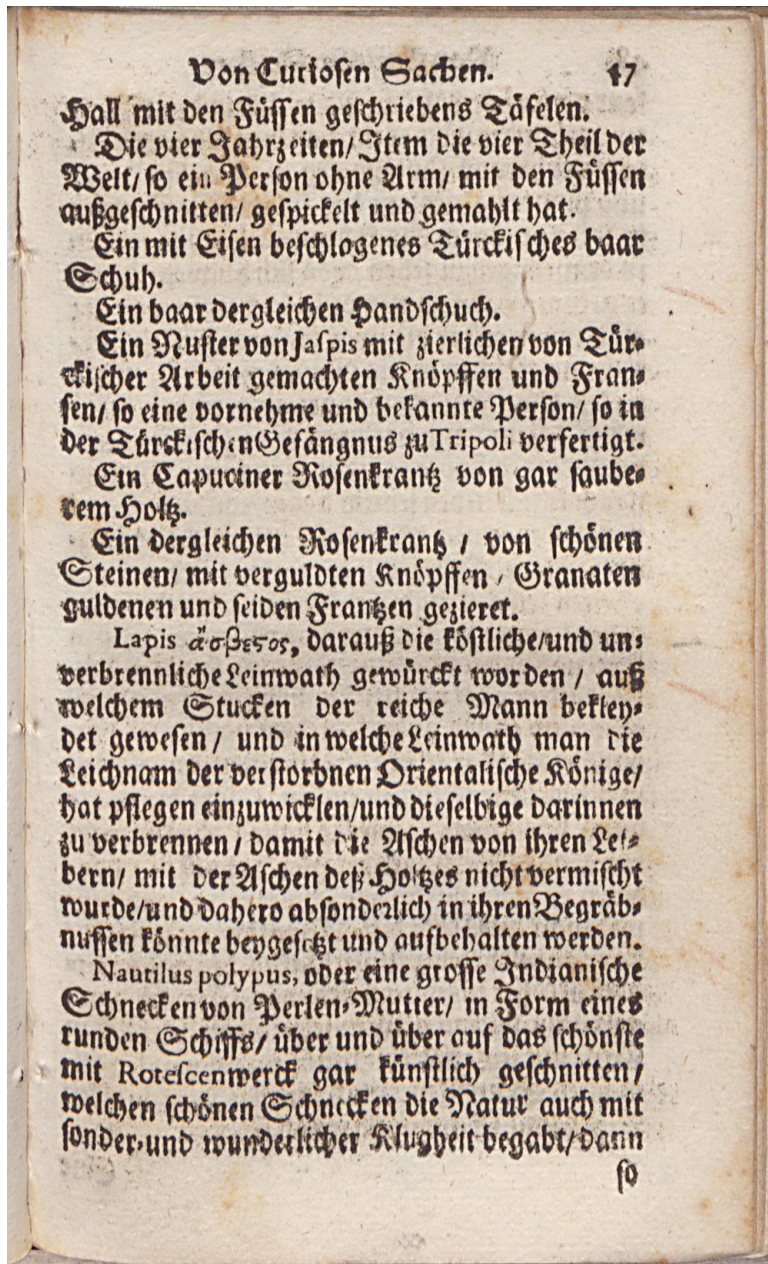 Von Curiosen Sachen. 47
Hall mit den Füssen geschriebens Täfelen.
Die vier Jahrzeiten/ Item die vier Theil der
Welt/ so ein Person ohne Arm/ mit den Füssen
außgeschnitten/ gespickelt und gemahlt hat.
Ein mit Eisen beschlagenes Türckisches baar
Schuh.
Ein baar dergleichen Handschuch.
Ein Nuster von Jaspis mit zierlichen von Tür-
ckischer Arbeit gemachten Knöpffen und Fran-
sen/ so eine vornehme und bekannte Person/ so in
der Türckischen Gefängnus zu Tripoli verfertigt.
Ein Capuciner Rosenkrantz von gar saube-
rem Holtz.
Ein dergleichen Rosenkrantz / von schönen
Steinen/ mit verguldten Knöpffen / Granaten
guldenen und seiden Frantzen gezieret.
Lapis ἄσβεςος, darauß die köstliche/und un-
verbrennliche Leinwath gewürckt worden / auß
welchem Stucken der reiche Mann bekley-
det gewesen / und in welche Leinwath man die
Leichnam der verstorbnen Orientalische Könige/
hat pflegen einzuwicklen/und dieselbige darinnen
zu verbrennen / damit die Aschen von ihren Lei-
bern/ mit der Aschen deß Holtzes nicht vermischt
wurde/und dahero absonderlich in ihren Begräb-
nussen könnte beygesetzt und aufbehalten werden.
Nautilus polypus, oder eine grosse Indianische
Schnecken von Perlen-Mutter/ in Form eines
runden Schiffs/ über und über auf das schönste
mit Rotescenwerck gar künstlich geschnitten /
welchen schönen Schnecken die Natur auch mit
sonder-und wunderlicher Klugheit begabt/dann
so